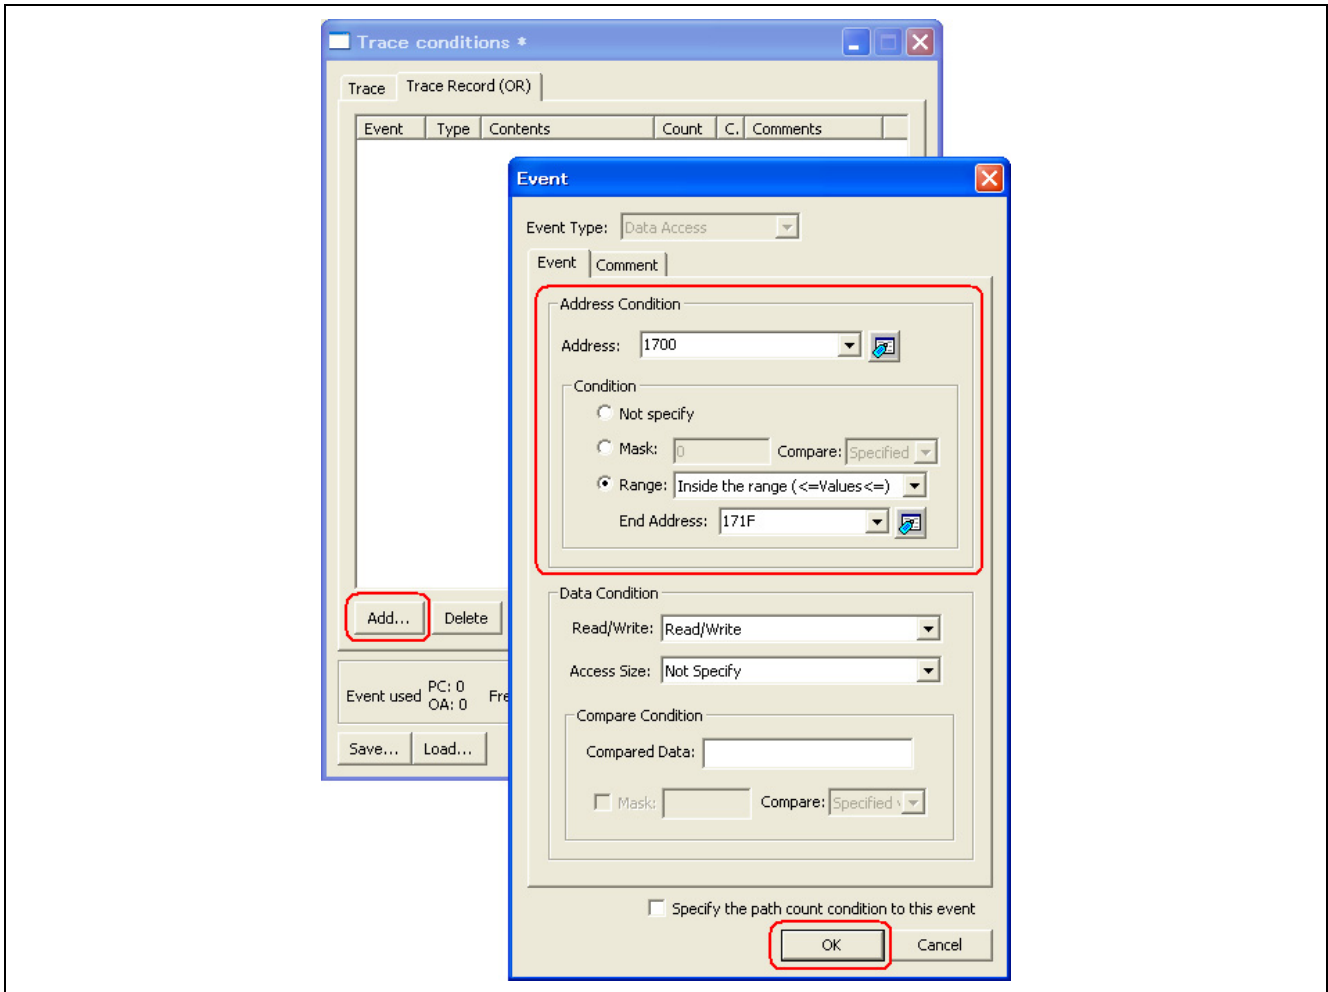 Trace conditions *
Trace Trace Record (OR)
Event Type Contents Count C. Comments
Event
Event Type: Data Access
Event Comment
Address Condition
Address: 1700
Condition
Not specify
Mask: 0 Compare: Specified
Range: Inside the range (<=Values<=)
End Address: 171F
Add... Delete
Data Condition
Read/Write: Read/Write
Access Size: Not Specify
Event used PC: 0
OA: 0 Fre
Compare Condition
Save... Load...
Compared Data:
Mask: Compare: Specified
Specify the path count condition to this event
OK Cancel